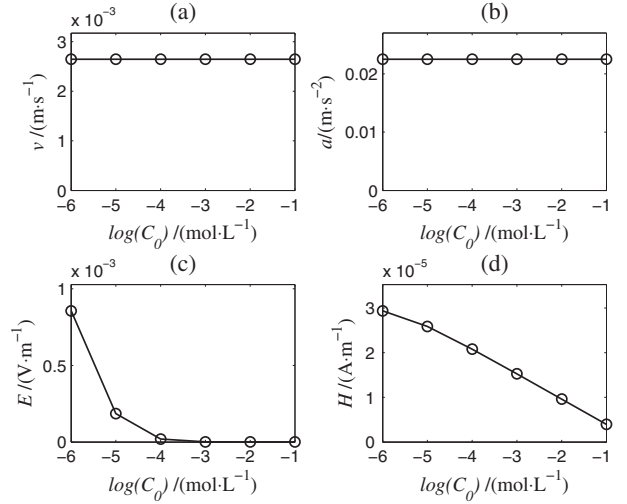 (a)
x 10⁻³
3
2
1
0
v /(m·s⁻¹)
−6 −5 −4 −3 −2 −1
log(C₀) /(mol·L⁻¹)
(b)
0.02
0.01
0
a/(m·s⁻²)
−6 −5 −4 −3 −2 −1
log(C₀) /(mol·L⁻¹)
(c)
x 10⁻³
1
0.5
0
E /(V·m⁻¹)
−6 −5 −4 −3 −2 −1
log(C₀) /(mol·L⁻¹)
(d)
x 10⁻⁵
3
2
1
0
H /(A·m⁻¹)
−6 −5 −4 −3 −2 −1
log(C₀) /(mol·L⁻¹)